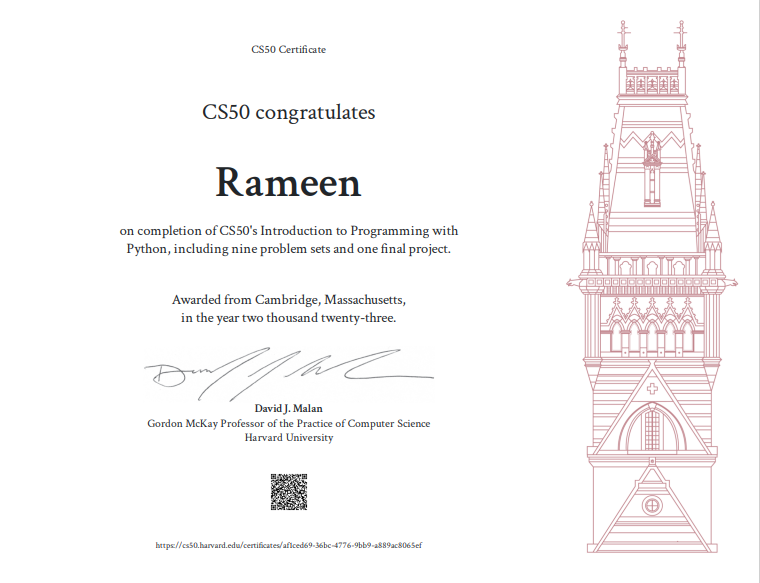 CS50 Certificate
CS50 congratulates
Rameen
on completion of CS50's Introduction to Programming with
Python, including nine problem sets and one final project.
Awarded from Cambridge, Massachusetts,
in the year two thousand twenty-three.
David J. Malan
Gordon McKay Professor of the Practice of Computer Science
Harvard University
https://cs50.harvard.edu/certificates/af1ced69-36bc-4776-9bb9-a889ac8065ef